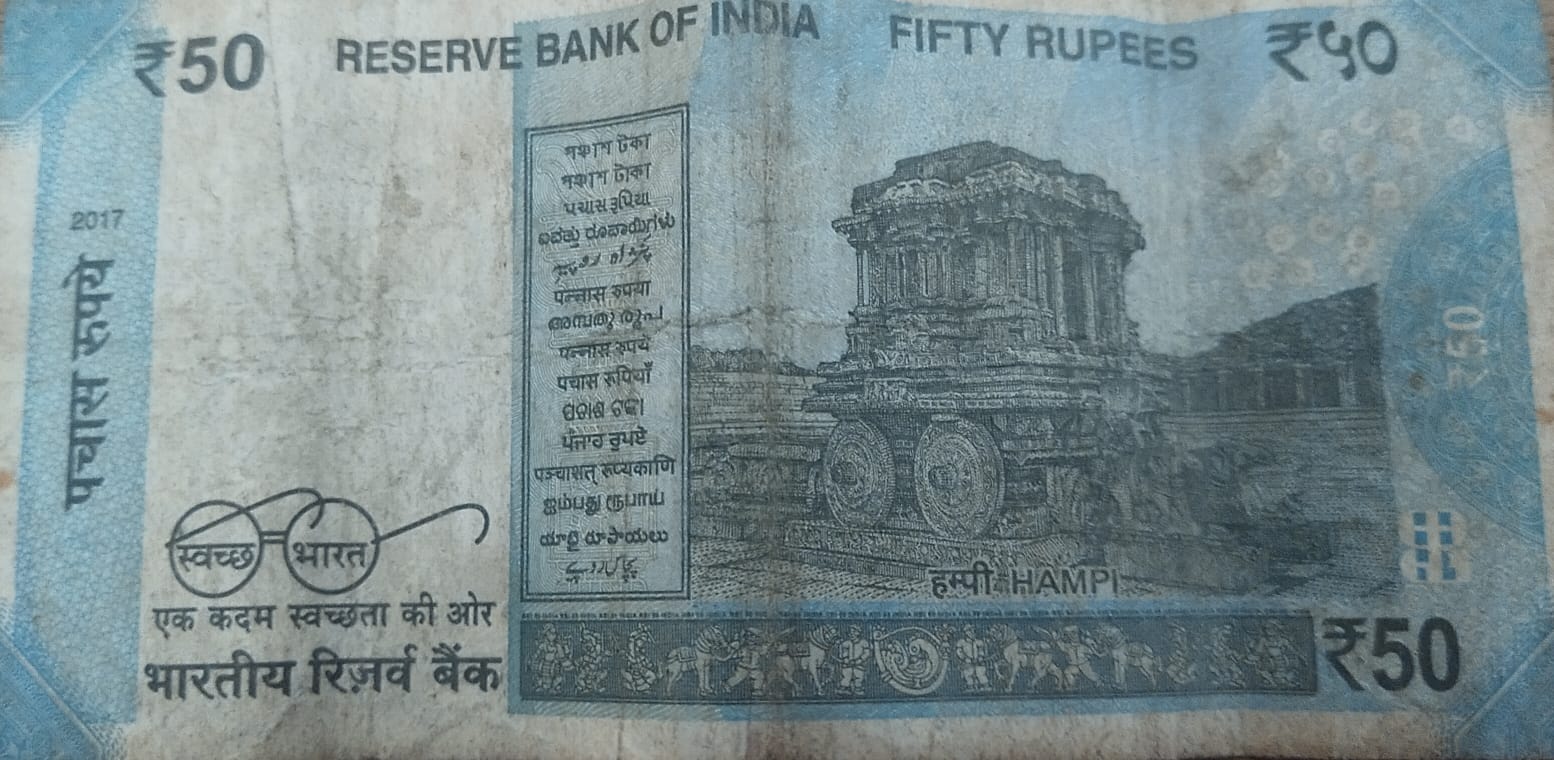 ₹50 RESERVE BANK OF INDIA FIFTY RUPEES ₹५०
2017
पचास रुपये
পঞ্চাশ টকা
পঞ্চাশ টাকা
પચાસ રૂપિયા
ಐವತ್ತು ರೂಪಾಯಿಗಳು
पन्नास रुपया
അമ്പതു രൂപ
पन्नास रुपये
पचास रुपियाँ
ପଚାଶ ଟଙ୍କା
ਪੰਜਾਹ ਰੁਪਏ
पञ्चाशत् रूप्यकाणि
ஐம்பது ரூபாய்
యాభై రూపాయలు
₹50
स्वच्छ भारत
एक कदम स्वच्छता की ओर
भारतीय रिज़र्व बैंक
हम्पी HAMPI
₹50